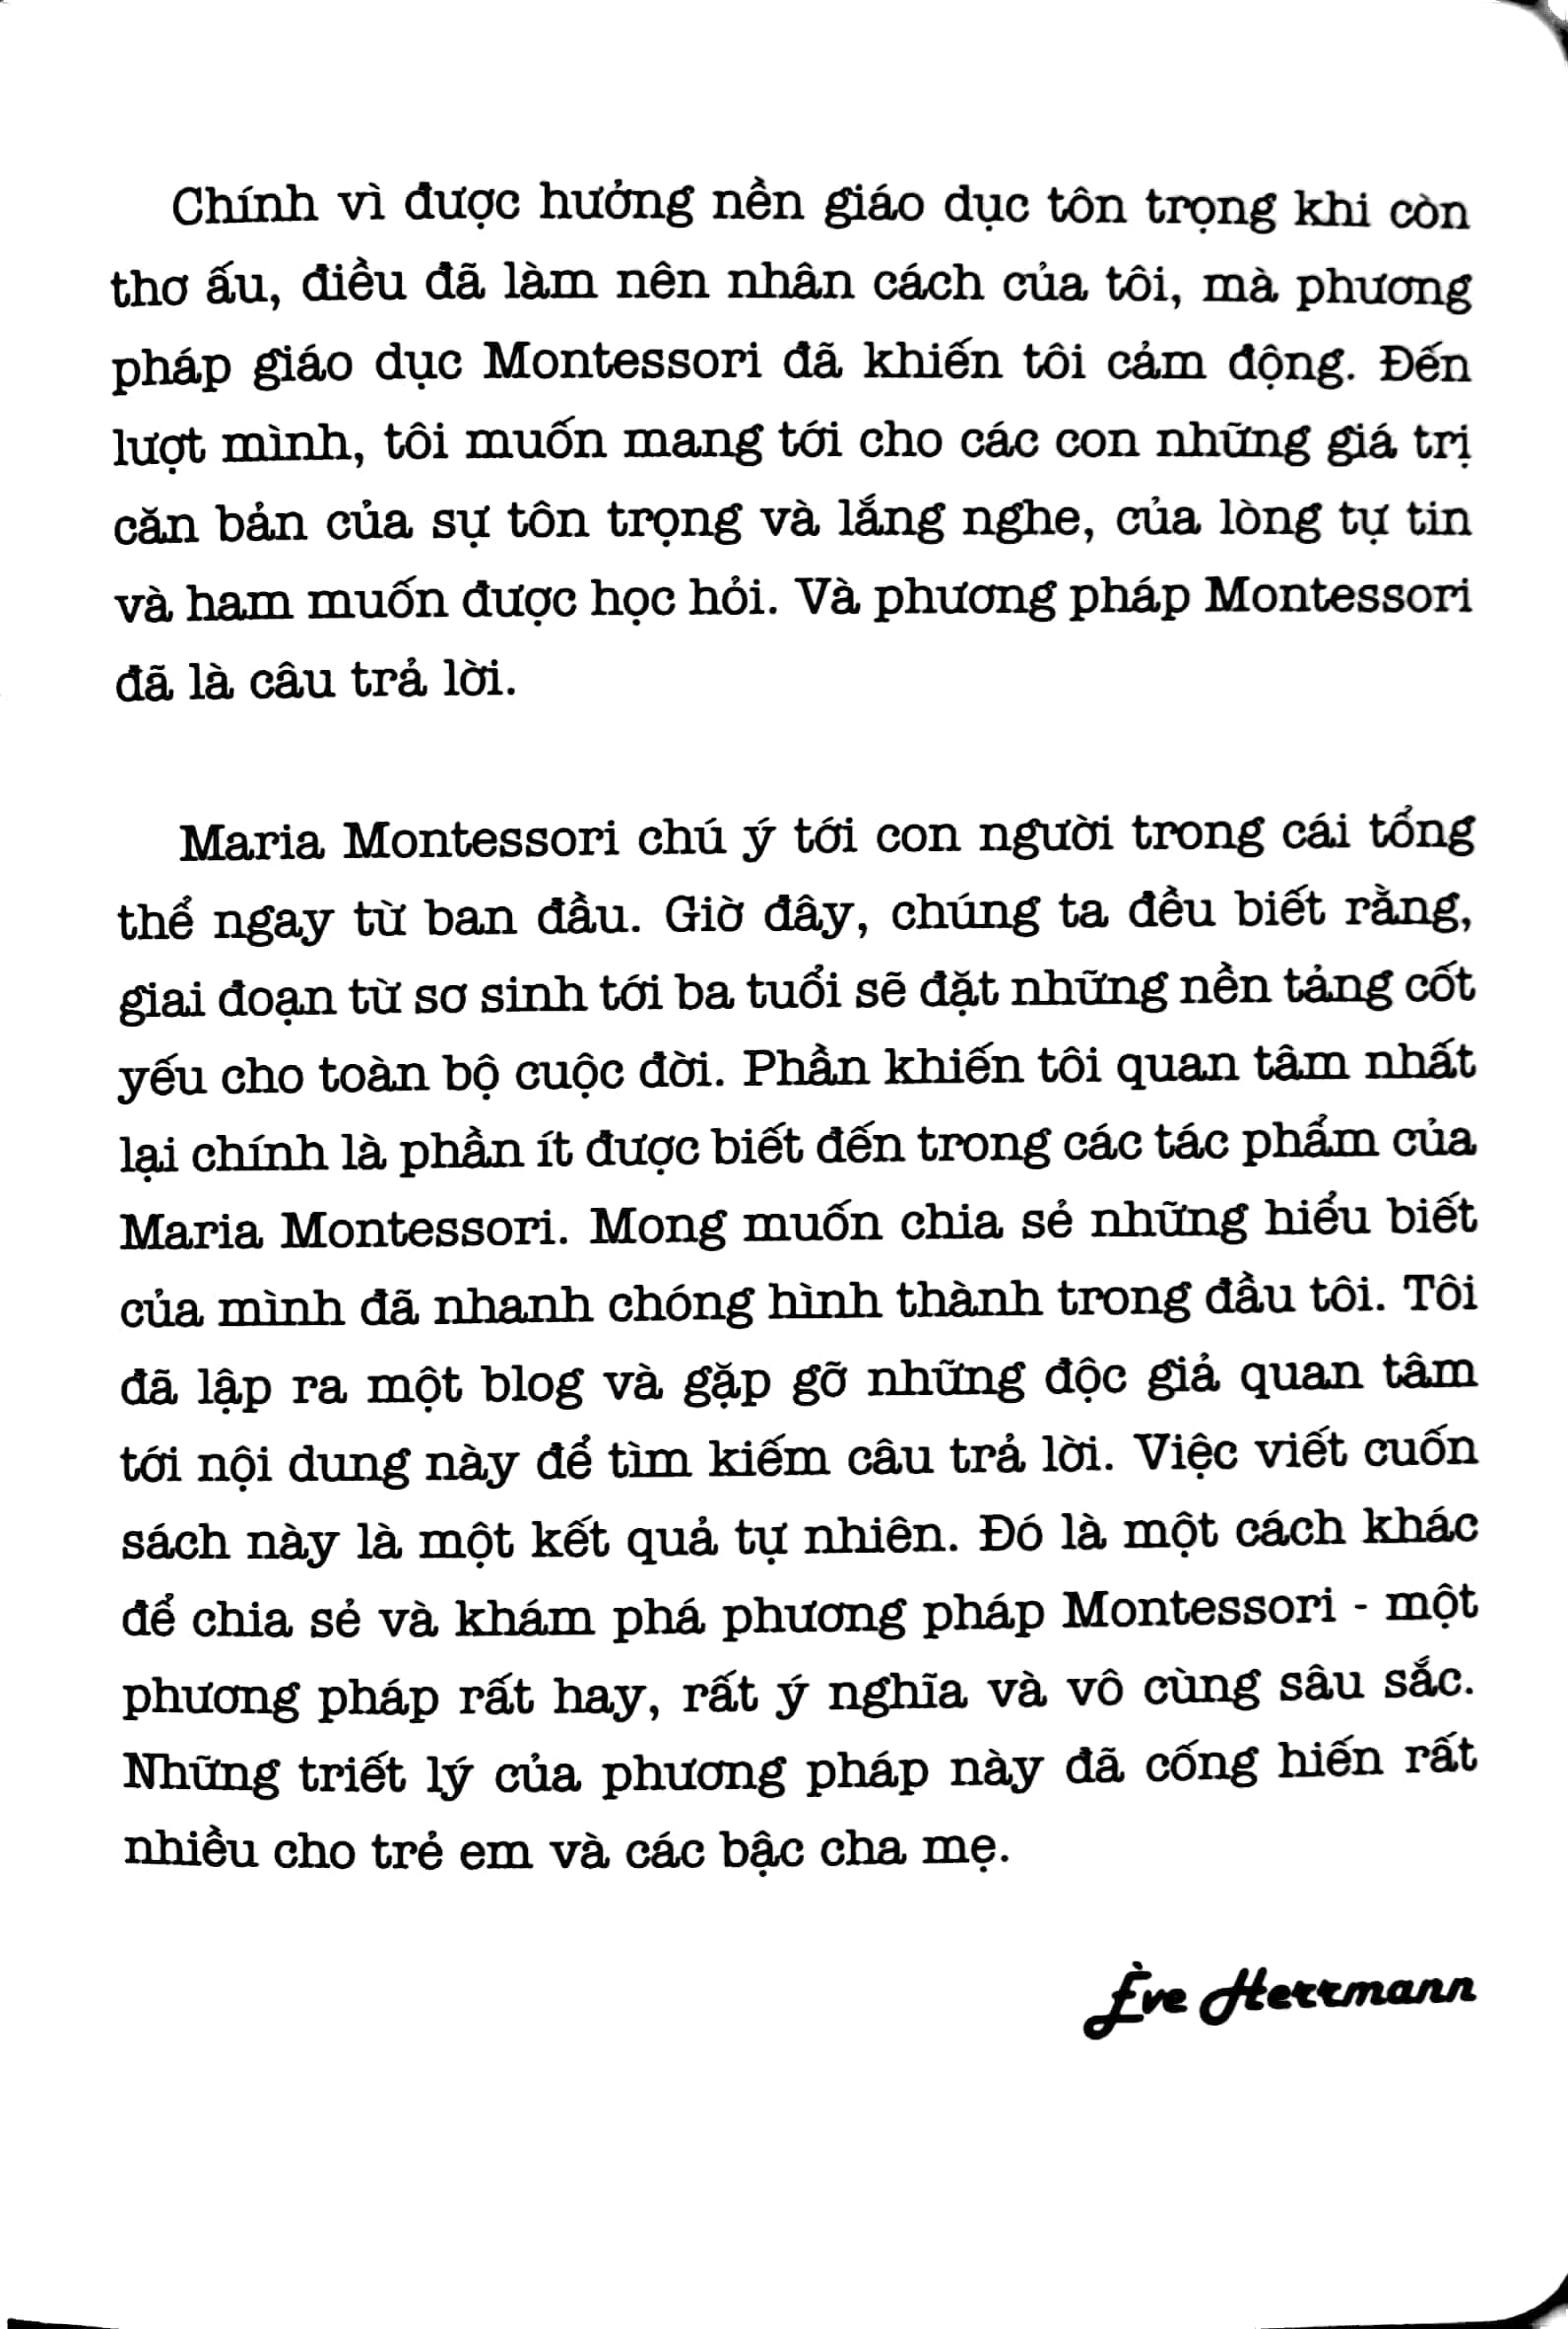 Chính vì được hưởng nền giáo dục tôn trọng khi còn
thơ ấu, điều đã làm nên nhân cách của tôi, mà phương
pháp giáo dục Montessori đã khiến tôi cảm động. Đến
lượt mình, tôi muốn mang tới cho các con những giá trị
căn bản của sự tôn trọng và lắng nghe, của lòng tự tin
và ham muốn được học hỏi. Và phương pháp Montessori
đã là câu trả lời.
Maria Montessori chú ý tới con người trong cái tổng
thể ngay từ ban đầu. Giờ đây, chúng ta đều biết rằng,
giai đoạn từ sơ sinh tới ba tuổi sẽ đặt những nền tảng cốt
yếu cho toàn bộ cuộc đời. Phần khiến tôi quan tâm nhất
lại chính là phần ít được biết đến trong các tác phẩm của
Maria Montessori. Mong muốn chia sẻ những hiểu biết
của mình đã nhanh chóng hình thành trong đầu tôi. Tôi
đã lập ra một blog và gặp gỡ những độc giả quan tâm
tới nội dung này để tìm kiếm câu trả lời. Việc viết cuốn
sách này là một kết quả tự nhiên. Đó là một cách khác
để chia sẻ và khám phá phương pháp Montessori - một
phương pháp rất hay, rất ý nghĩa và vô cùng sâu sắc.
Những triết lý của phương pháp này đã cống hiến rất
nhiều cho trẻ em và các bậc cha mẹ.
Ève Herrmann